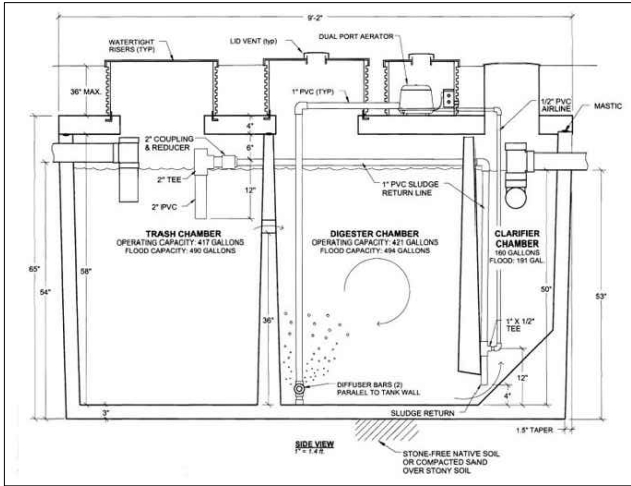 9'-2"
WATERTIGHT
RISERS (TYP)
LID VENT (typ)
DUAL PORT AERATOR
1" PVC (TYP)
36" MAX.
1/2" PVC
AIRLINE
MASTIC
4"
6"
2" COUPLING
& REDUCER
2" TEE
12"
2" PVC
1" PVC SLUDGE
RETURN LINE
TRASH CHAMBER
OPERATING CAPACITY: 417 GALLONS
FLOOD CAPACITY: 490 GALLONS
DIGESTER CHAMBER
OPERATING CAPACITY: 421 GALLONS
FLOOD CAPACITY: 494 GALLONS
CLARIFIER
CHAMBER
160 GALLONS
FLOOD: 191 GAL.
65"
54"
58"
36"
50"
53"
1" X 1/2"
TEE
12"
4"
DIFFUSER BARS (2)
PARALEL TO TANK WALL
SLUDGE RETURN
3"
1.5" TAPER
SIDE VIEW
1" = 1.4 ft.
STONE-FREE NATIVE SOIL
OR COMPACTED SAND
OVER STONY SOIL